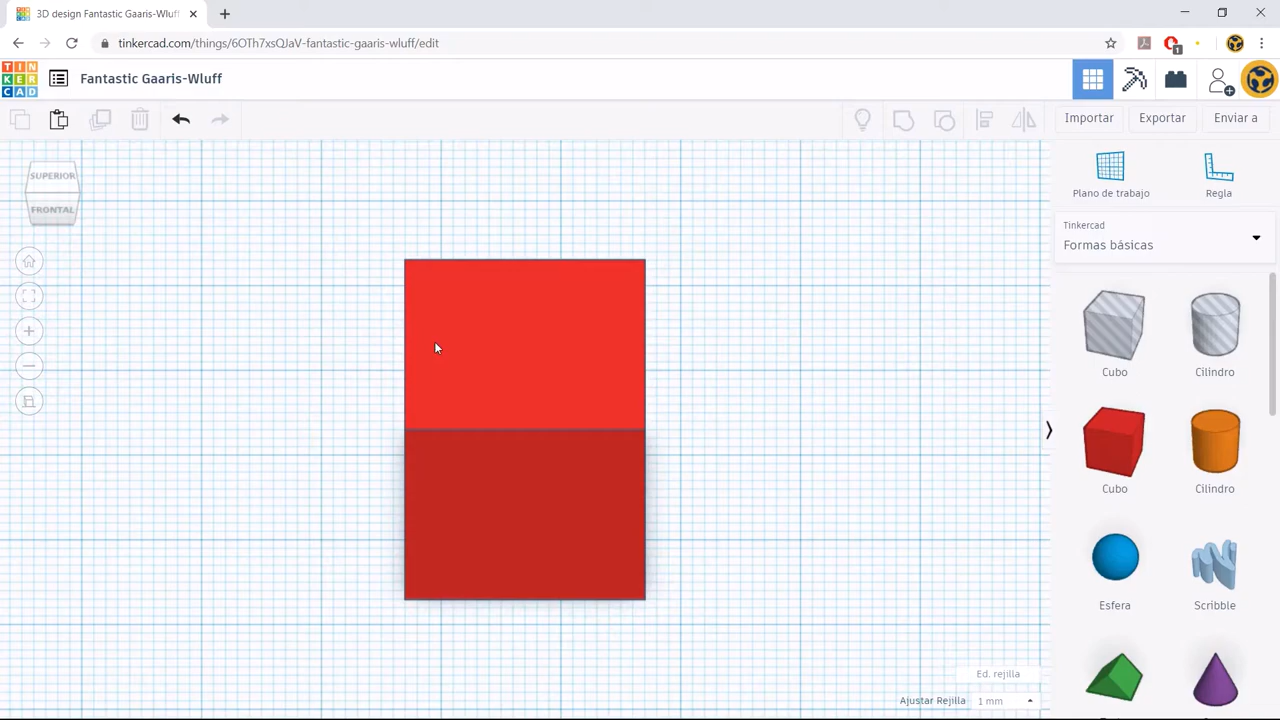 3D design Fantastic Gaaris-Wluff
tinkercad.com/things/6OTh7xsQJaV-fantastic-gaaris-wluff/edit
1
TIN
KER
CAD
Fantastic Gaaris-Wluff
Importar
Exportar
Enviar a
SUPERIOR
FRONTAL
Plano de trabajo
Regla
Tinkercad
Formas básicas
Cubo
Cilindro
Cubo
Cilindro
Esfera
Scribble
Ed. rejilla
Ajustar Rejilla
1 mm